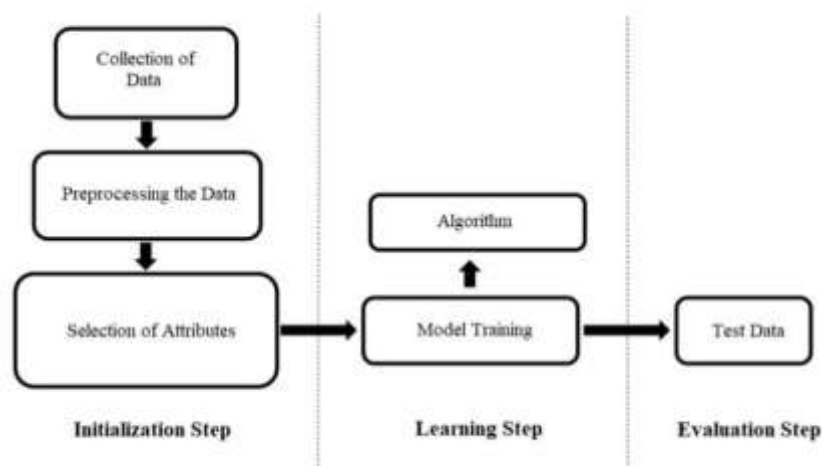 Collection of
Data
Preprocessing the Data
Selection of Attributes
Algorithm
Model Training
Test Data
Initialization Step
Learning Step
Evaluation Step